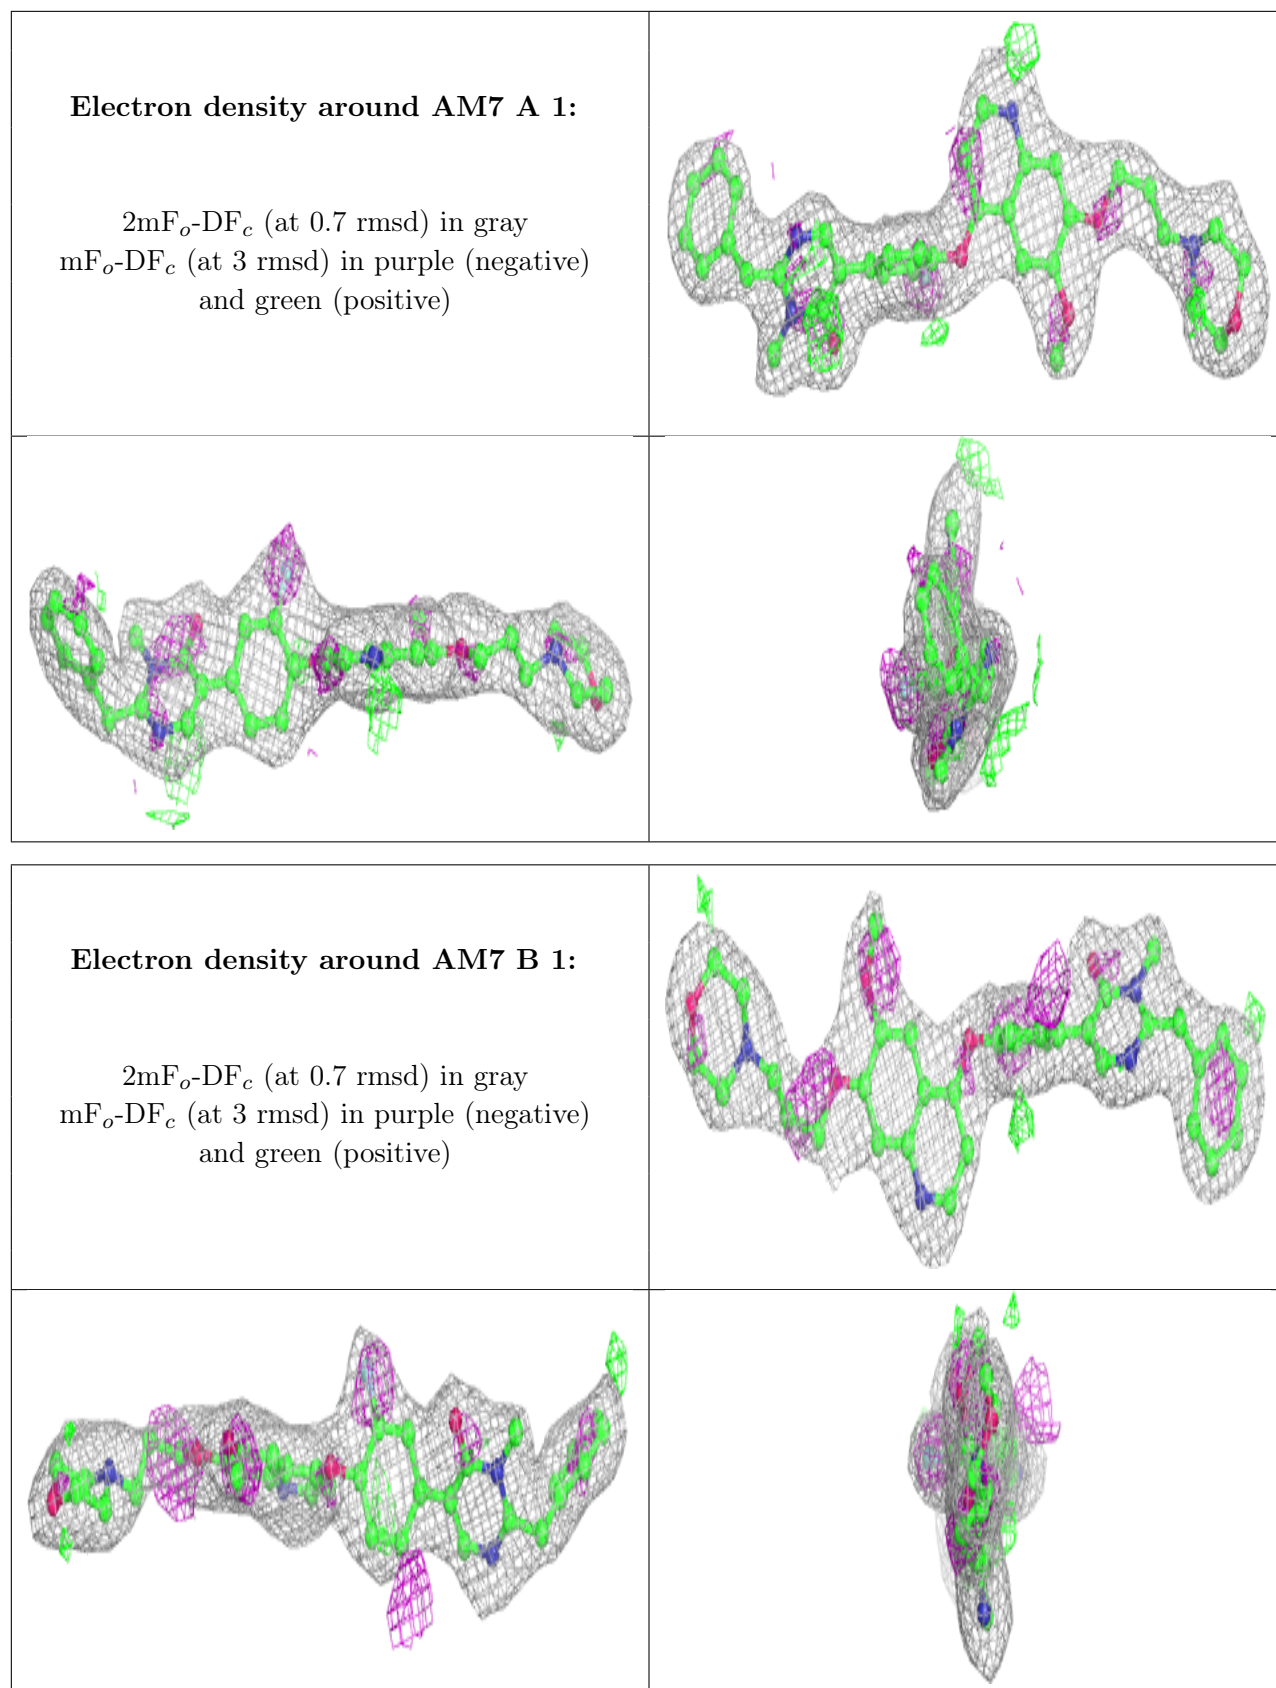 Electron density around AM7 A 1:
2mFo-DFc (at 0.7 rmsd) in gray
mFo-DFc (at 3 rmsd) in purple (negative)
and green (positive)
Electron density around AM7 B 1:
2mFo-DFc (at 0.7 rmsd) in gray
mFo-DFc (at 3 rmsd) in purple (negative)
and green (positive)